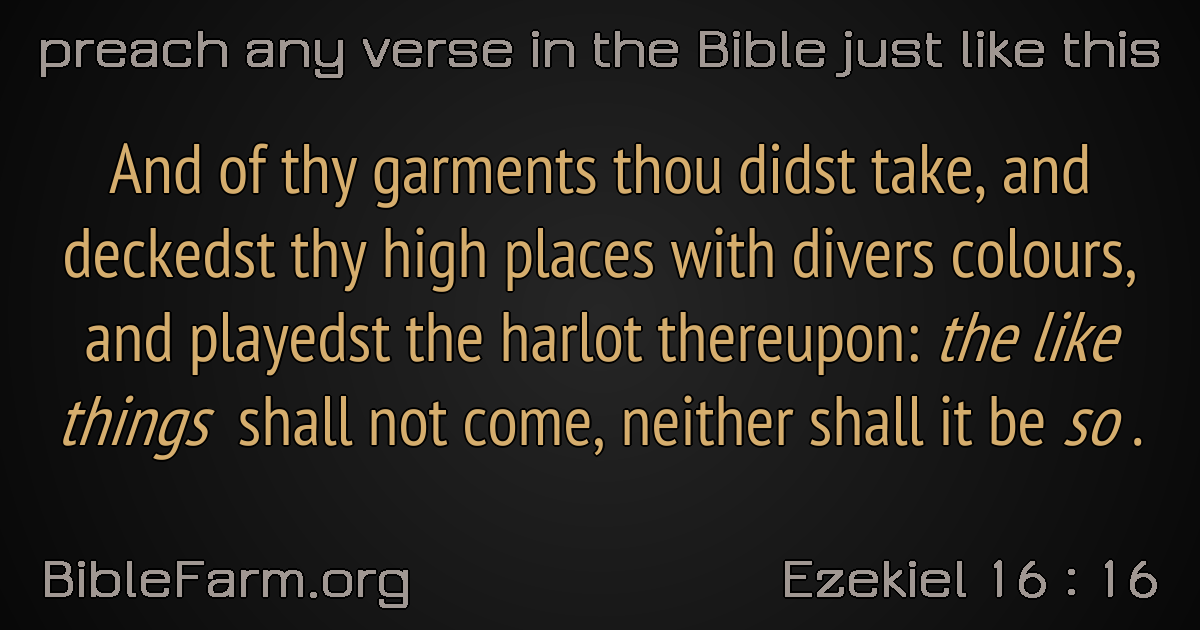 preach any verse in the Bible just like this
And of thy garments thou didst take, and
deckedst thy high places with divers colours,
and playedst the harlot thereupon: the like
things shall not come, neither shall it be so .
BibleFarm.org
Ezekiel 16 : 16